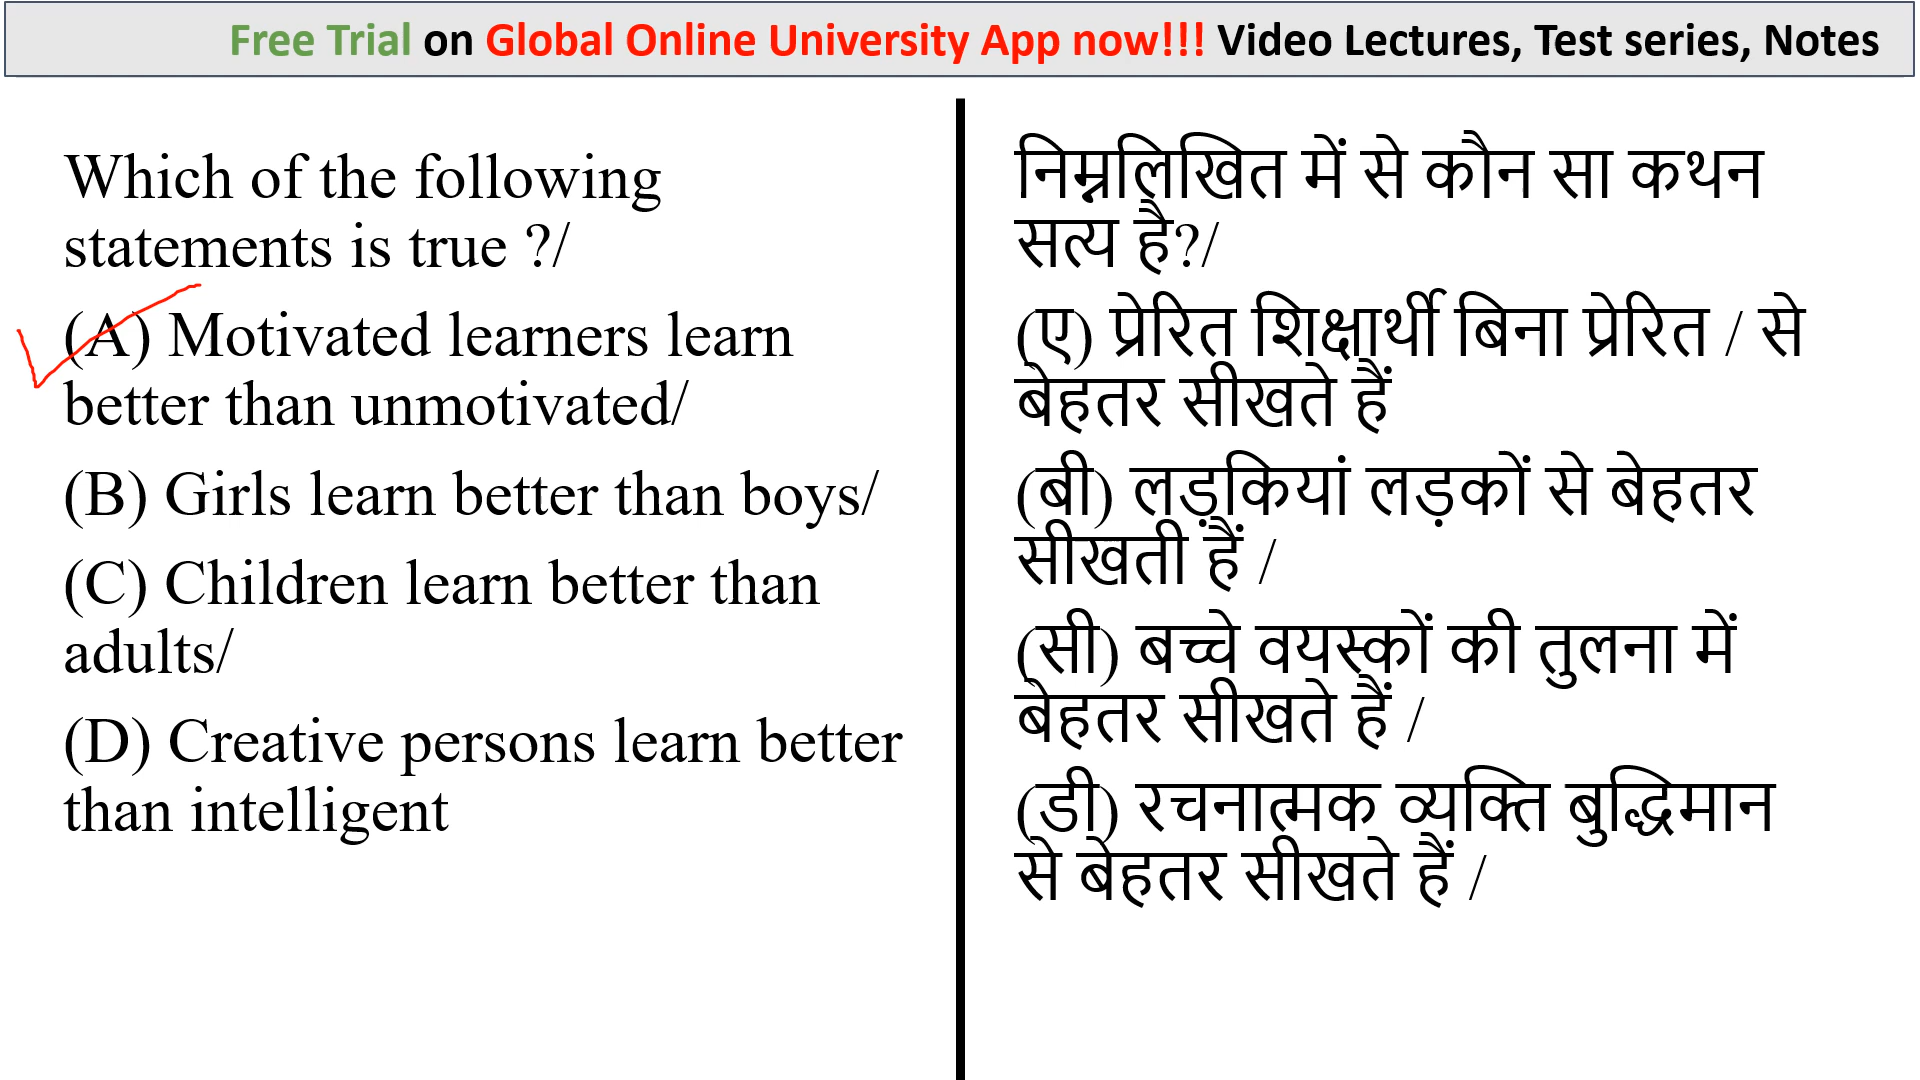 Free Trial on Global Online University App now!!! Video Lectures, Test series, Notes
Which of the following
statements is true ?/
(A) Motivated learners learn
better than unmotivated/
(B) Girls learn better than boys/
(C) Children learn better than
adults/
(D) Creative persons learn better
than intelligent
निम्नलिखित में से कौन सा कथन
सत्य है?/
(ए) प्रेरित शिक्षार्थी बिना प्रेरित / से
बेहतर सीखते हैं
(बी) लड़कियां लड़कों से बेहतर
सीखती हैं /
(सी) बच्चे वयस्कों की तुलना में
बेहतर सीखते हैं /
(डी) रचनात्मक व्यक्ति बुद्धिमान
से बेहतर सीखते हैं /